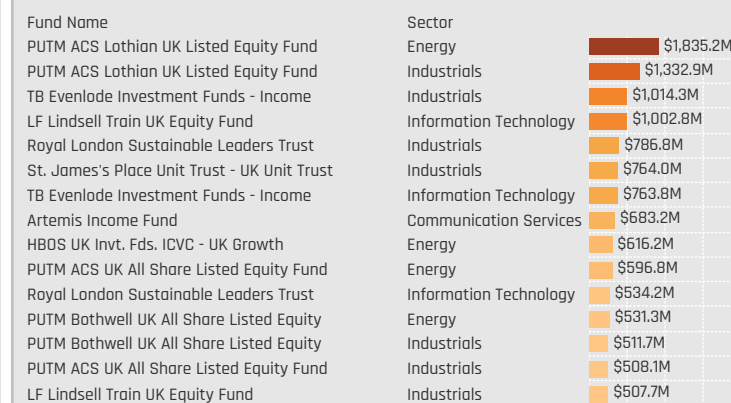 Fund Name Sector
PUTM ACS Lothian UK Listed Equity Fund Energy $1,835.2M
PUTM ACS Lothian UK Listed Equity Fund Industrials $1,332.9M
TB Evenlode Investment Funds - Income Industrials $1,014.3M
LF Lindsell Train UK Equity Fund Information Technology $1,002.8M
Royal London Sustainable Leaders Trust Industrials $786.8M
St. James's Place Unit Trust - UK Unit Trust Industrials $764.0M
TB Evenlode Investment Funds - Income Information Technology $763.8M
Artemis Income Fund Communication Services $683.2M
HBOS UK Invt. Fds. ICVC - UK Growth Energy $616.2M
PUTM ACS UK All Share Listed Equity Fund Energy $596.8M
Royal London Sustainable Leaders Trust Information Technology $534.2M
PUTM Bothwell UK All Share Listed Equity Energy $531.3M
PUTM Bothwell UK All Share Listed Equity Industrials $511.7M
PUTM ACS UK All Share Listed Equity Fund Industrials $508.1M
LF Lindsell Train UK Equity Fund Industrials $507.7M